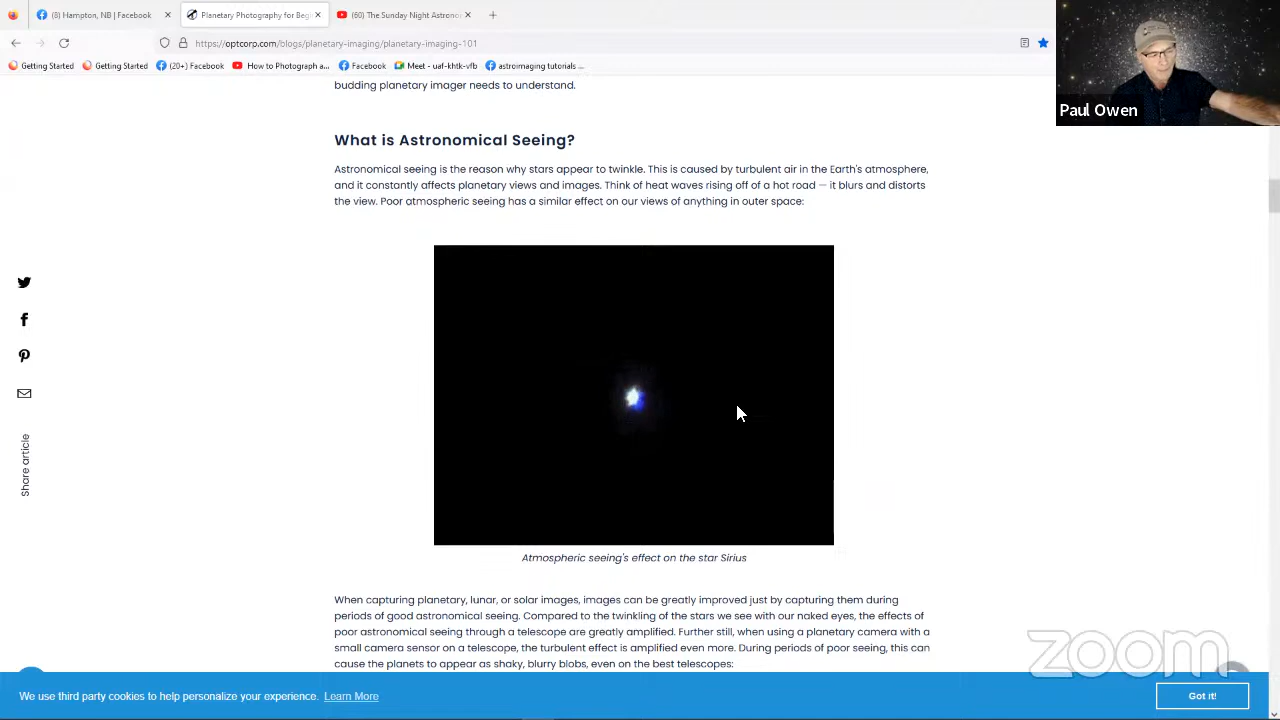 (8) Hampton, NB | Facebook
Planetary Photography for Begi
(60) The Sunday Night Astrono
https://optcorp.com/blogs/planetary-imaging/planetary-imaging-101
Getting Started
Getting Started
(20+) Facebook
How to Photograph a...
Facebook
Meet - uaf-khtk-vfb
astroimaging tutorials ...
Paul Owen
budding planetary imager needs to understand.
What is Astronomical Seeing?
Astronomical seeing is the reason why stars appear to twinkle. This is caused by turbulent air in the Earth's atmosphere,
and it constantly affects planetary views and images. Think of heat waves rising off of a hot road — it blurs and distorts
the view. Poor atmospheric seeing has a similar effect on our views of anything in outer space:
Share article
Atmospheric seeing's effect on the star Sirius
When capturing planetary, lunar, or solar images, images can be greatly improved just by capturing them during
periods of good astronomical seeing. Compared to the twinkling of the stars we see with our naked eyes, the effects of
poor astronomical seeing through a telescope are greatly amplified. Further still, when using a planetary camera with a
small camera sensor on a telescope, the turbulent effect is amplified even more. During periods of poor seeing, this can
cause the planets to appear as shaky, blurry blobs, even on the best telescopes:
zoom
We use third party cookies to help personalize your experience. Learn More
Got it!